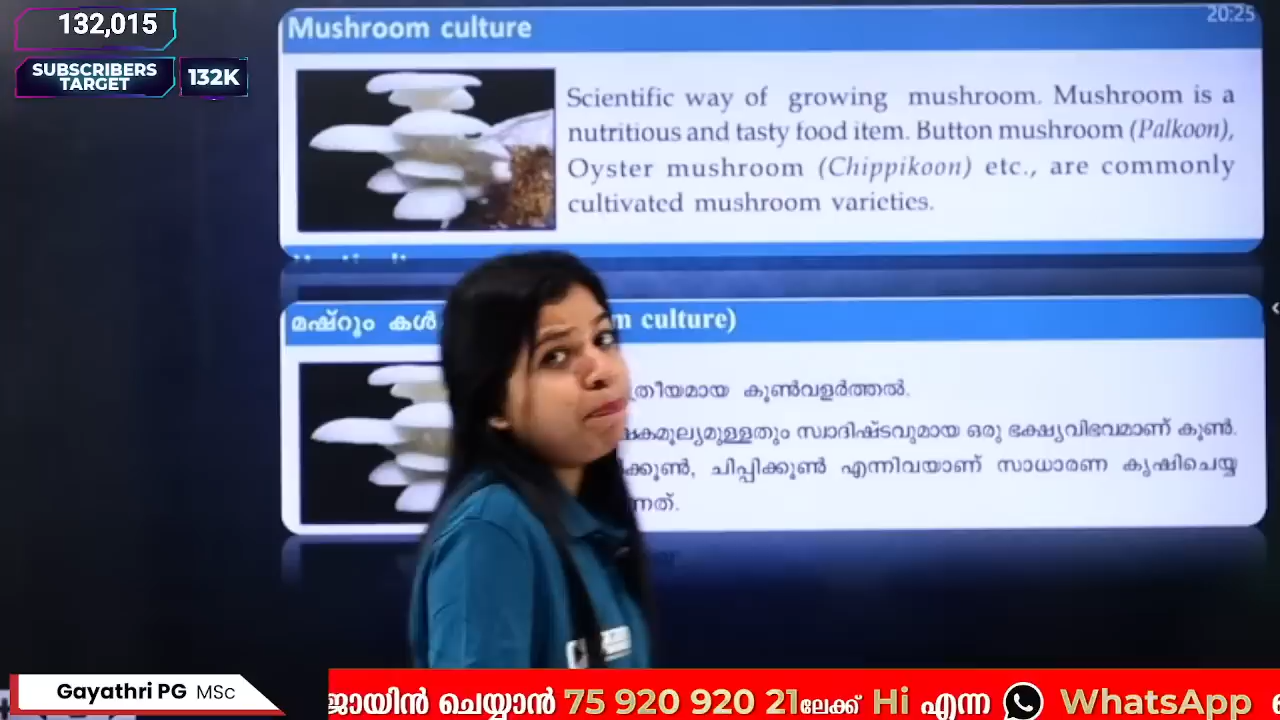 132,015
SUBSCRIBERS
TARGET
132K
20:25
Mushroom culture
Scientific way of growing mushroom. Mushroom is a
nutritious and tasty food item. Button mushroom (Palkoon),
Oyster mushroom (Chippikoon) etc., are commonly
cultivated mushroom varieties.
മഷ്റൂം കൾ
m culture)
ത്രീയമായ കൂൺവളർത്തൽ.
ഷകമൂല്യമുള്ളതും സ്വാദിഷ്ടവുമായ ഒരു ഭക്ഷ്യവിഭവമാണ് കൂൺ.
ക്കൂൺ, ചിപ്പിക്കൂൺ എന്നിവയാണ് സാധാരണ കൃഷിചെയ്യ
ന്നത്.
Gayathri PG MSc
ജോയിൻ ചെയ്യാൻ 75 920 920 21ലേക്ക് Hi എന്ന WhatsApp